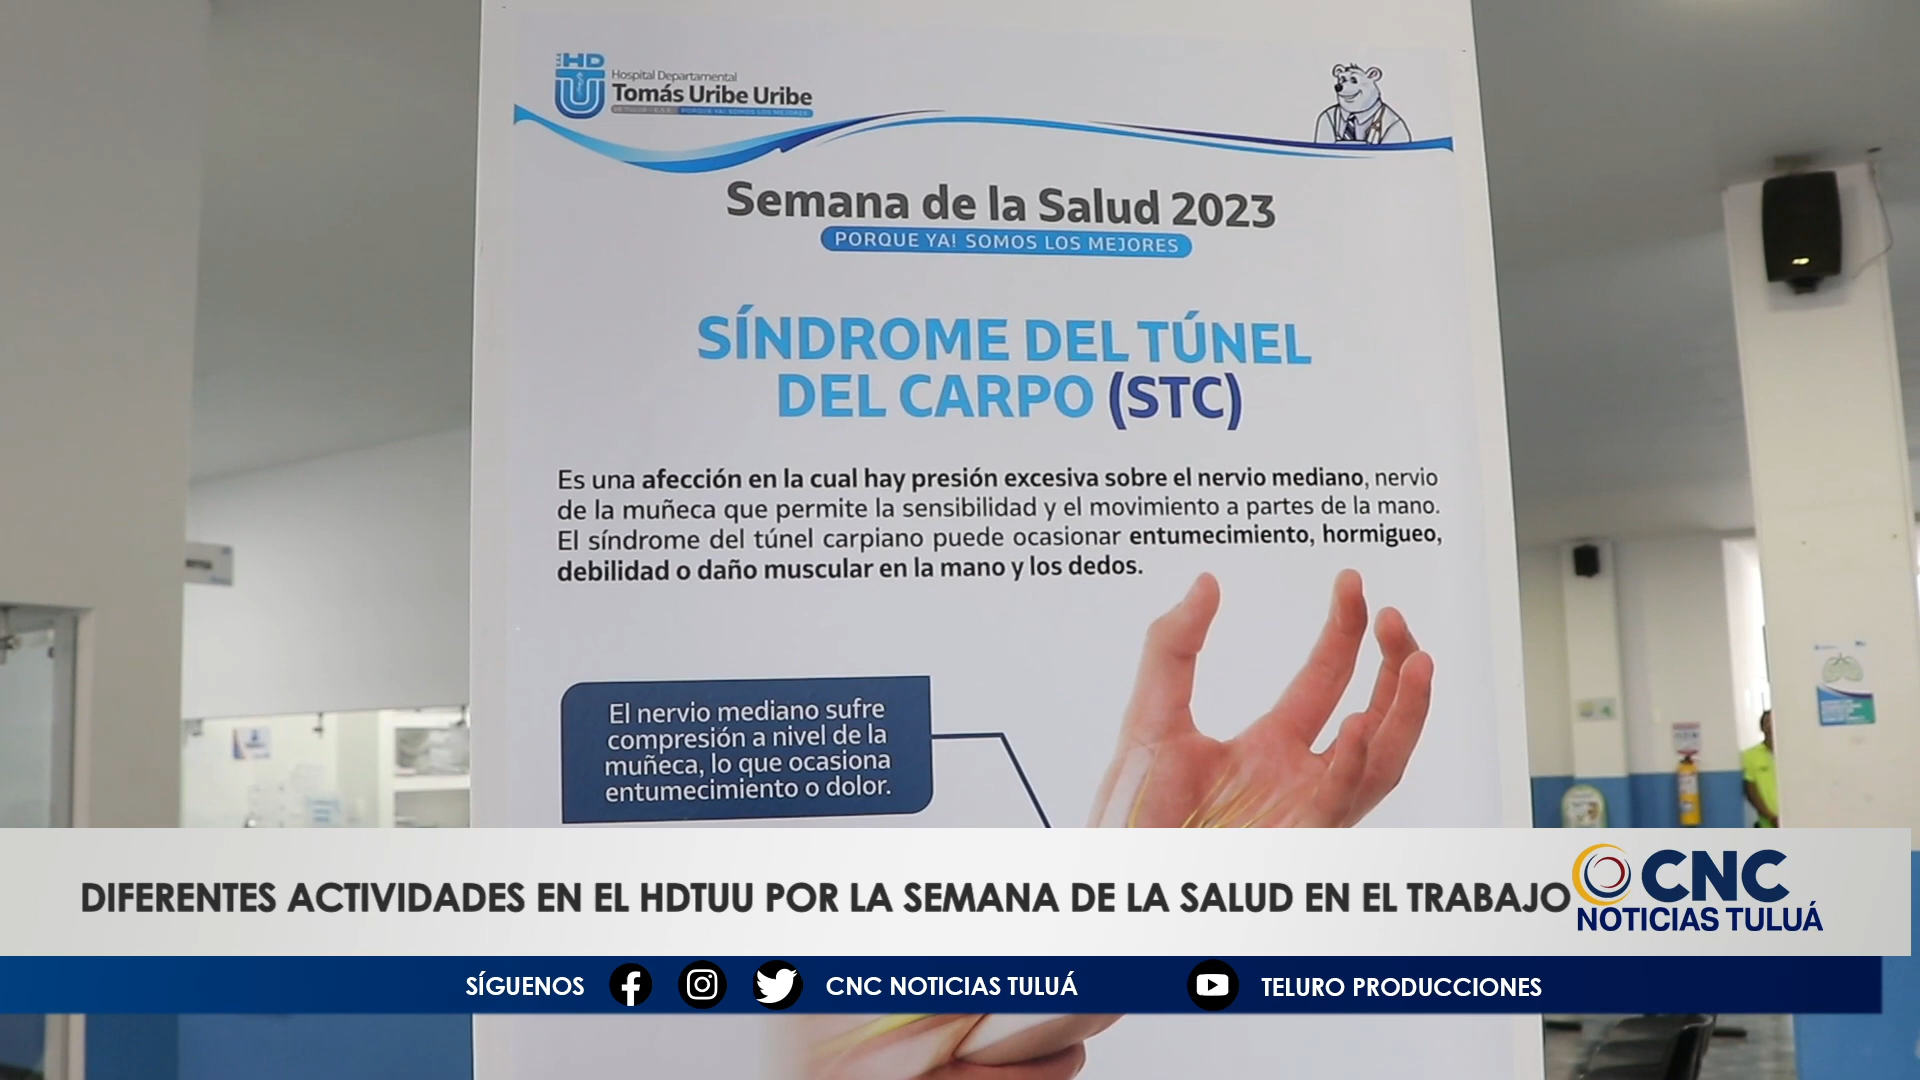 HD
Hospital Departamental
Tomás Uribe Uribe
PORQUE YA! SOMOS LOS MEJORES
Semana de la Salud 2023
PORQUE YA! SOMOS LOS MEJORES
SÍNDROME DEL TÚNEL
DEL CARPO (STC)
Es una afección en la cual hay presión excesiva sobre el nervio mediano, nervio
de la muñeca que permite la sensibilidad y el movimiento a partes de la mano.
El síndrome del túnel carpiano puede ocasionar entumecimiento, hormigueo,
debilidad o daño muscular en la mano y los dedos.
El nervio mediano sufre
compresión a nivel de la
muñeca, lo que ocasiona
entumecimiento o dolor.
DIFERENTES ACTIVIDADES EN EL HDTUU POR LA SEMANA DE LA SALUD EN EL TRABAJO
CNC
NOTICIAS TULUÁ
SÍGUENOS
CNC NOTICIAS TULUÁ
TELURO PRODUCCIONES